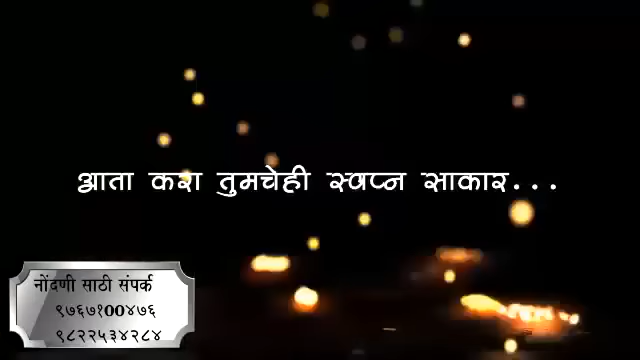 आता करा तुमचेही स्वप्न साकार...
नोंदणी साठी संपर्क
९७६७१00४७६
९८२२५३४२८४